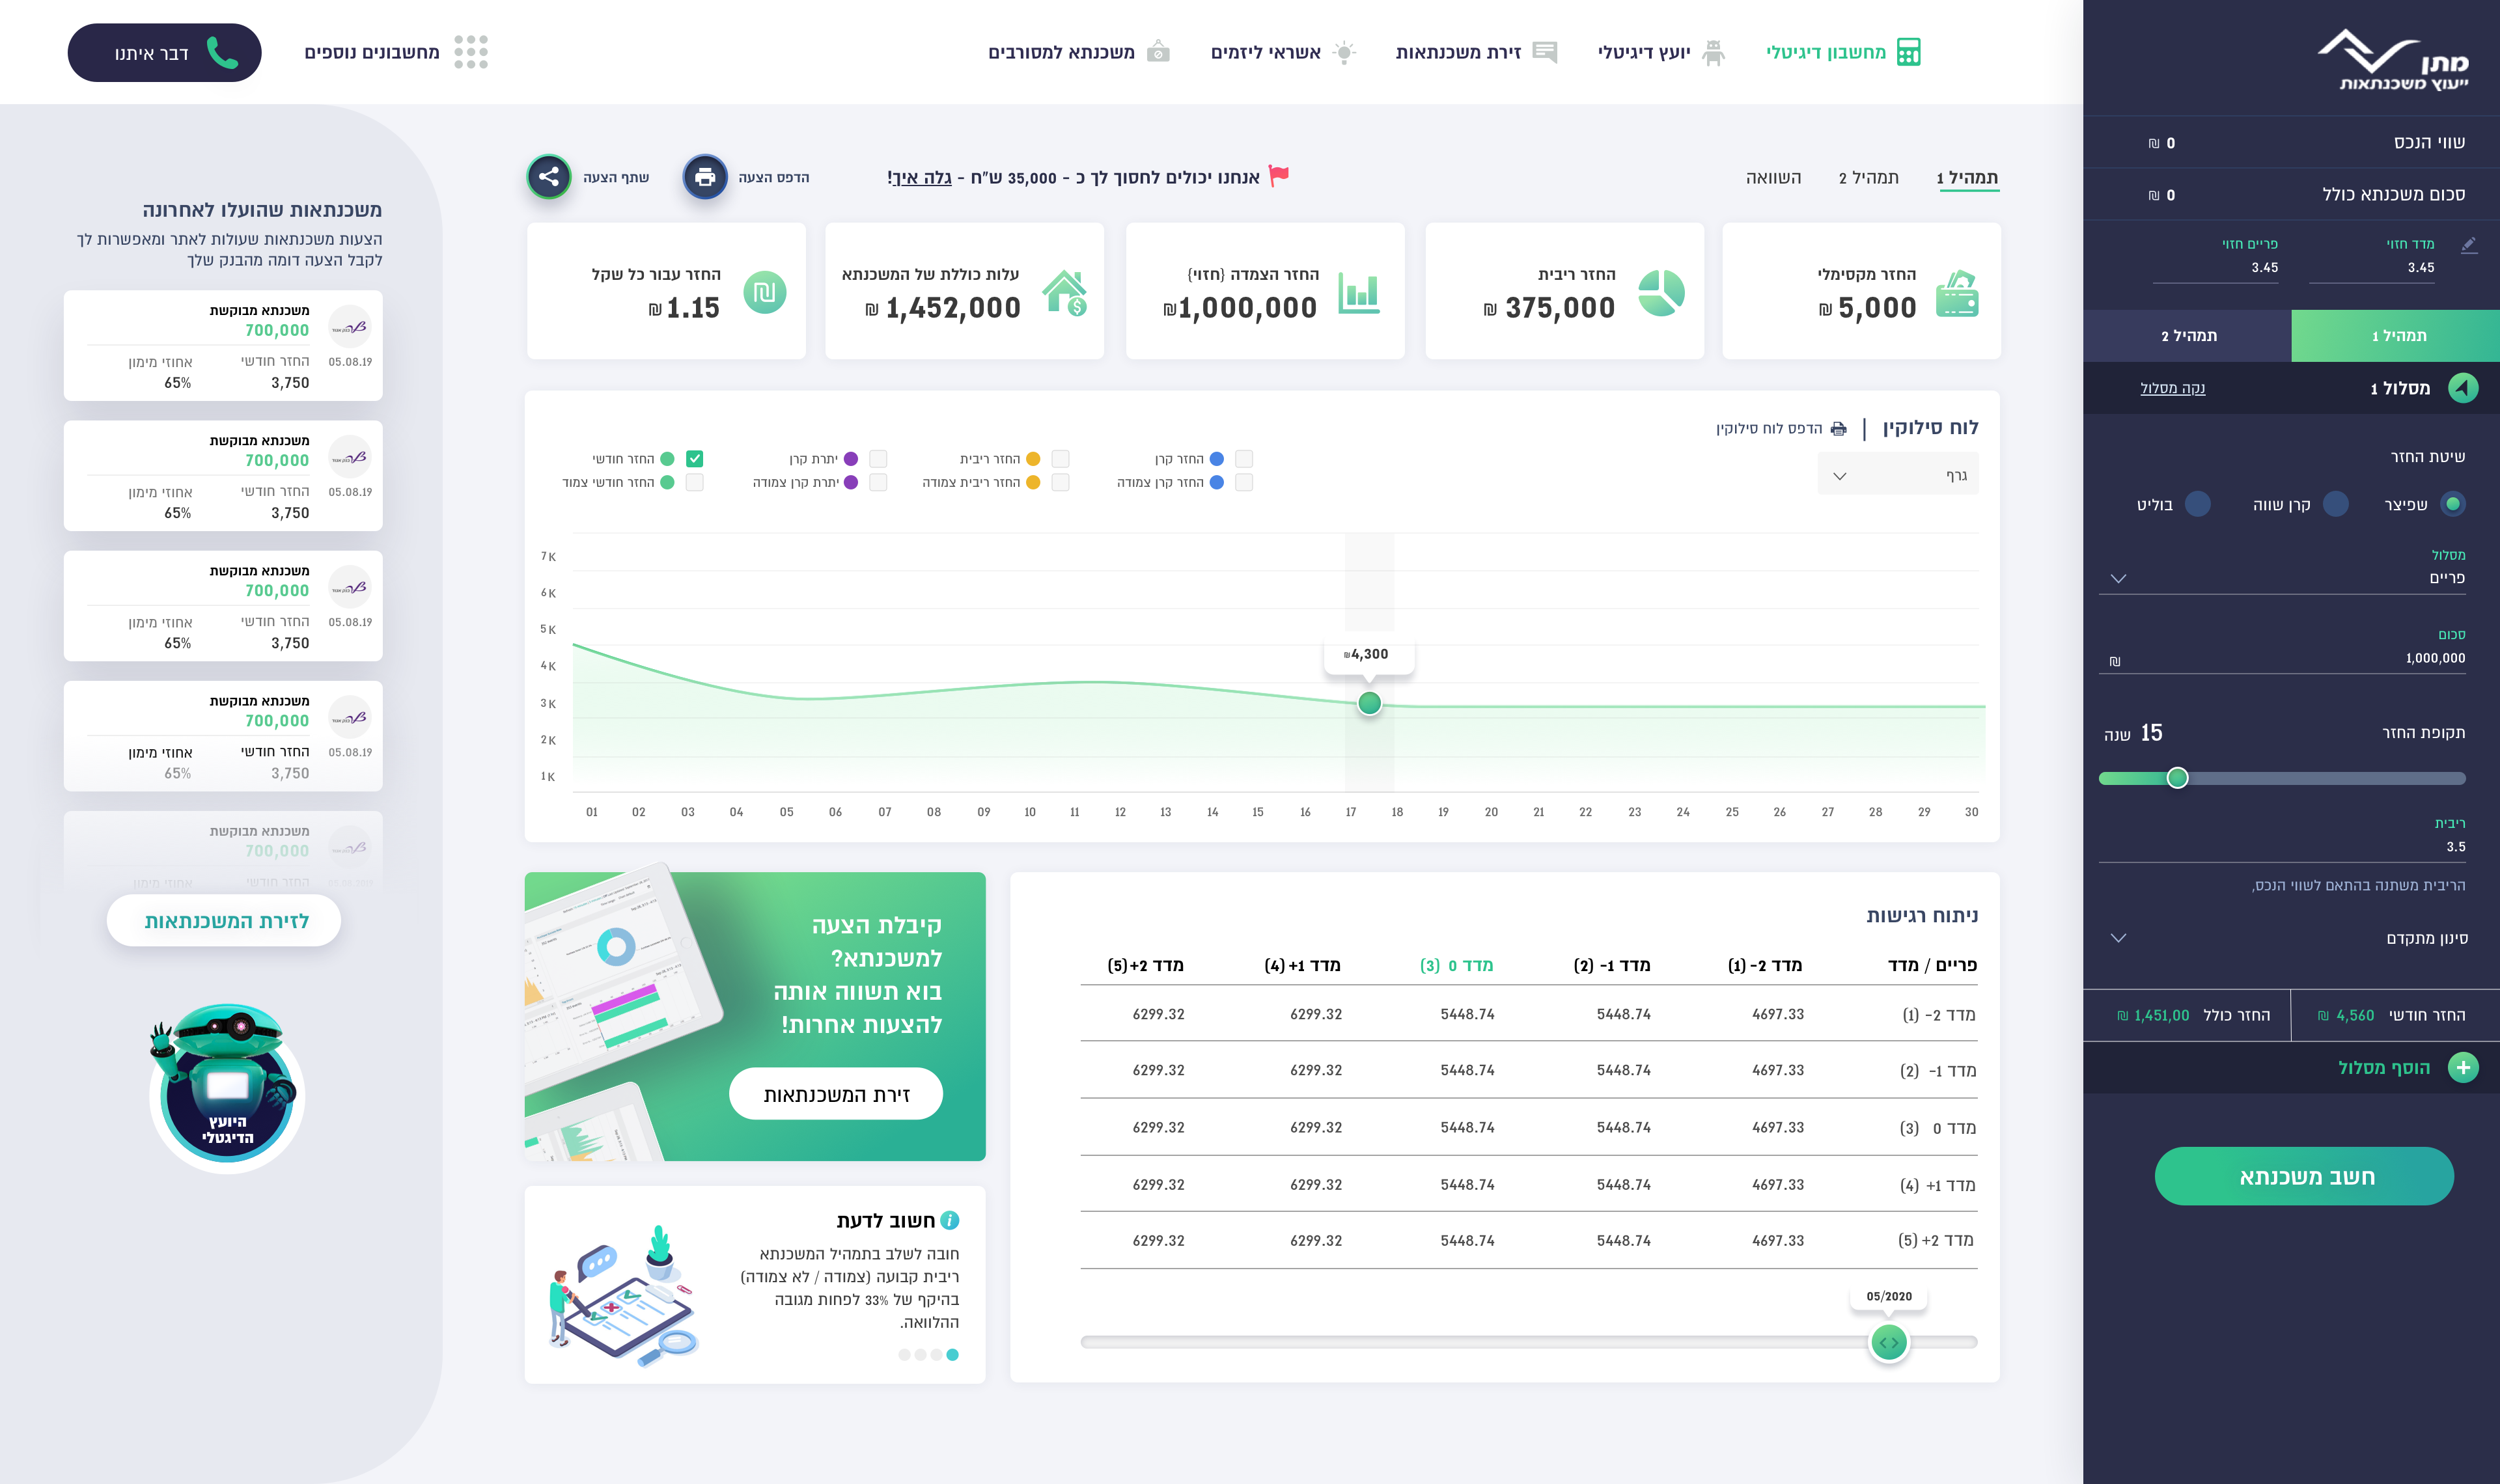 מתן
ייעוץ משכנתאות
שווי הנכס
0 ₪
סכום משכנתא כולל
0 ₪
מדד חזוי
3.45
פריים חזוי
3.45
תמהיל 1
תמהיל 2
מסלול 1
נקה מסלול
שיטת החזר
שפיצר
קרן שווה
בוליט
מסלול
פריים
סכום
1,000,000
₪
תקופת החזר
15 שנה
ריבית
3.5
הריבית משתנה בהתאם לשווי הנכס,
סינון מתקדם
החזר חודשי 4,560 ₪
החזר כולל 1,451,00 ₪
הוסף מסלול
חשב משכנתא
מחשבון דיגיטלי
יועץ דיגיטלי
זירת משכנתאות
אשראי ליזמים
משכנתא למסורבים
מחשבונים נוספים
דבר איתנו
תמהיל 1
תמהיל 2
השוואה
אנחנו יכולים לחסוך לך כ - 35,000 ש"ח - גלה איך!
הדפס הצעה
שתף הצעה
החזר מקסימלי
5,000 ₪
החזר ריבית
375,000 ₪
החזר הצמדה {חזוי}
1,000,000₪
עלות כוללת של המשכנתא
1,452,000 ₪
החזר עבור כל שקל
1.15 ₪
לוח סילוקין | הדפס לוח סילוקין
גרף
החזר קרן
החזר ריבית
יתרת קרן
החזר חודשי
החזר קרן צמודה
החזר ריבית צמודה
יתרת קרן צמודה
החזר חודשי צמוד
7 K
6 K
5 K
4 K
3 K
2 K
1 K
4,300₪
01 02 03 04 05 06 07 08 09 10 11 12 13 14 15 16 17 18 19 20 21 22 23 24 25 26 27 28 29 30
ניתוח רגישות
פריים / מדד מדד 2- (1) מדד 1- (2) מדד 0 (3) מדד 1+ (4) מדד 2+ (5)
מדד 2- (1) 4697.33 5448.74 5448.74 6299.32 6299.32
מדד 1- (2) 4697.33 5448.74 5448.74 6299.32 6299.32
מדד 0 (3) 4697.33 5448.74 5448.74 6299.32 6299.32
מדד 1+ (4) 4697.33 5448.74 5448.74 6299.32 6299.32
מדד 2+ (5) 4697.33 5448.74 5448.74 6299.32 6299.32
05/2020
קיבלת הצעה
למשכנתא?
בוא תשווה אותה
להצעות אחרות!
זירת המשכנתאות
חשוב לדעת
חובה לשלב בתמהיל המשכנתא
ריבית קבועה (צמודה / לא צמודה)
בהיקף של 33% לפחות מגובה
ההלוואה.
משכנתאות שהועלו לאחרונה
הצעות משכנתאות שעולות לאתר ומאפשרות לך
לקבל הצעה דומה מהבנק שלך
משכנתא מבוקשת
700,000
05.08.19
החזר חודשי
3,750
אחוזי מימון
65%
משכנתא מבוקשת
700,000
05.08.19
החזר חודשי
3,750
אחוזי מימון
65%
משכנתא מבוקשת
700,000
05.08.19
החזר חודשי
3,750
אחוזי מימון
65%
משכנתא מבוקשת
700,000
05.08.19
החזר חודשי
3,750
אחוזי מימון
65%
משכנתא מבוקשת
700,000
החזר חודשי
אחוזי מימון
לזירת המשכנתאות
היועץ
הדיגטלי